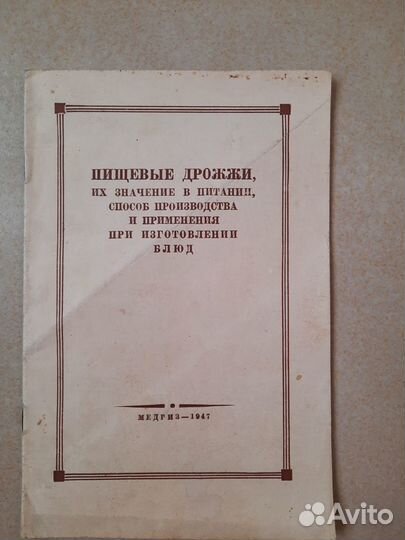 ПИЩЕВЫЕ ДРОЖЖИ,
ИХ ЗНАЧЕНИЕ В ПИТАНИИ,
СПОСОБ ПРОИЗВОДСТВА
И ПРИМЕНЕНИЯ
ПРИ ИЗГОТОВЛЕНИИ
БЛЮД
МЕДГИЗ—1947
Avito